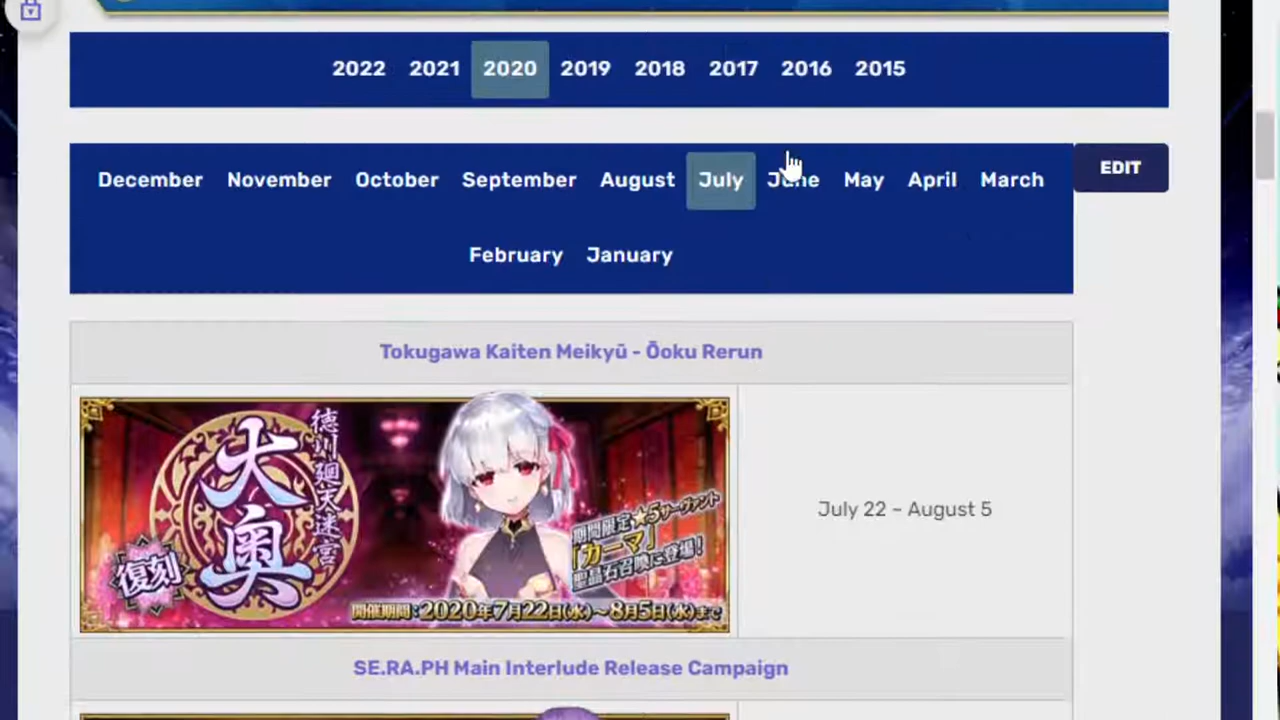 2022 2021 2020 2019 2018 2017 2016 2015
December November October September August July June May April March
EDIT
February January
Tokugawa Kaiten Meikyū - Ōoku Rerun
徳川廻天迷宮
大奥
復刻
期間限定★5サーヴァント
「カーマ」
聖晶石召喚に登場!
開催期間:2020年7月22日(水)~8月5日(水)まで
July 22 – August 5
SE.RA.PH Main Interlude Release Campaign